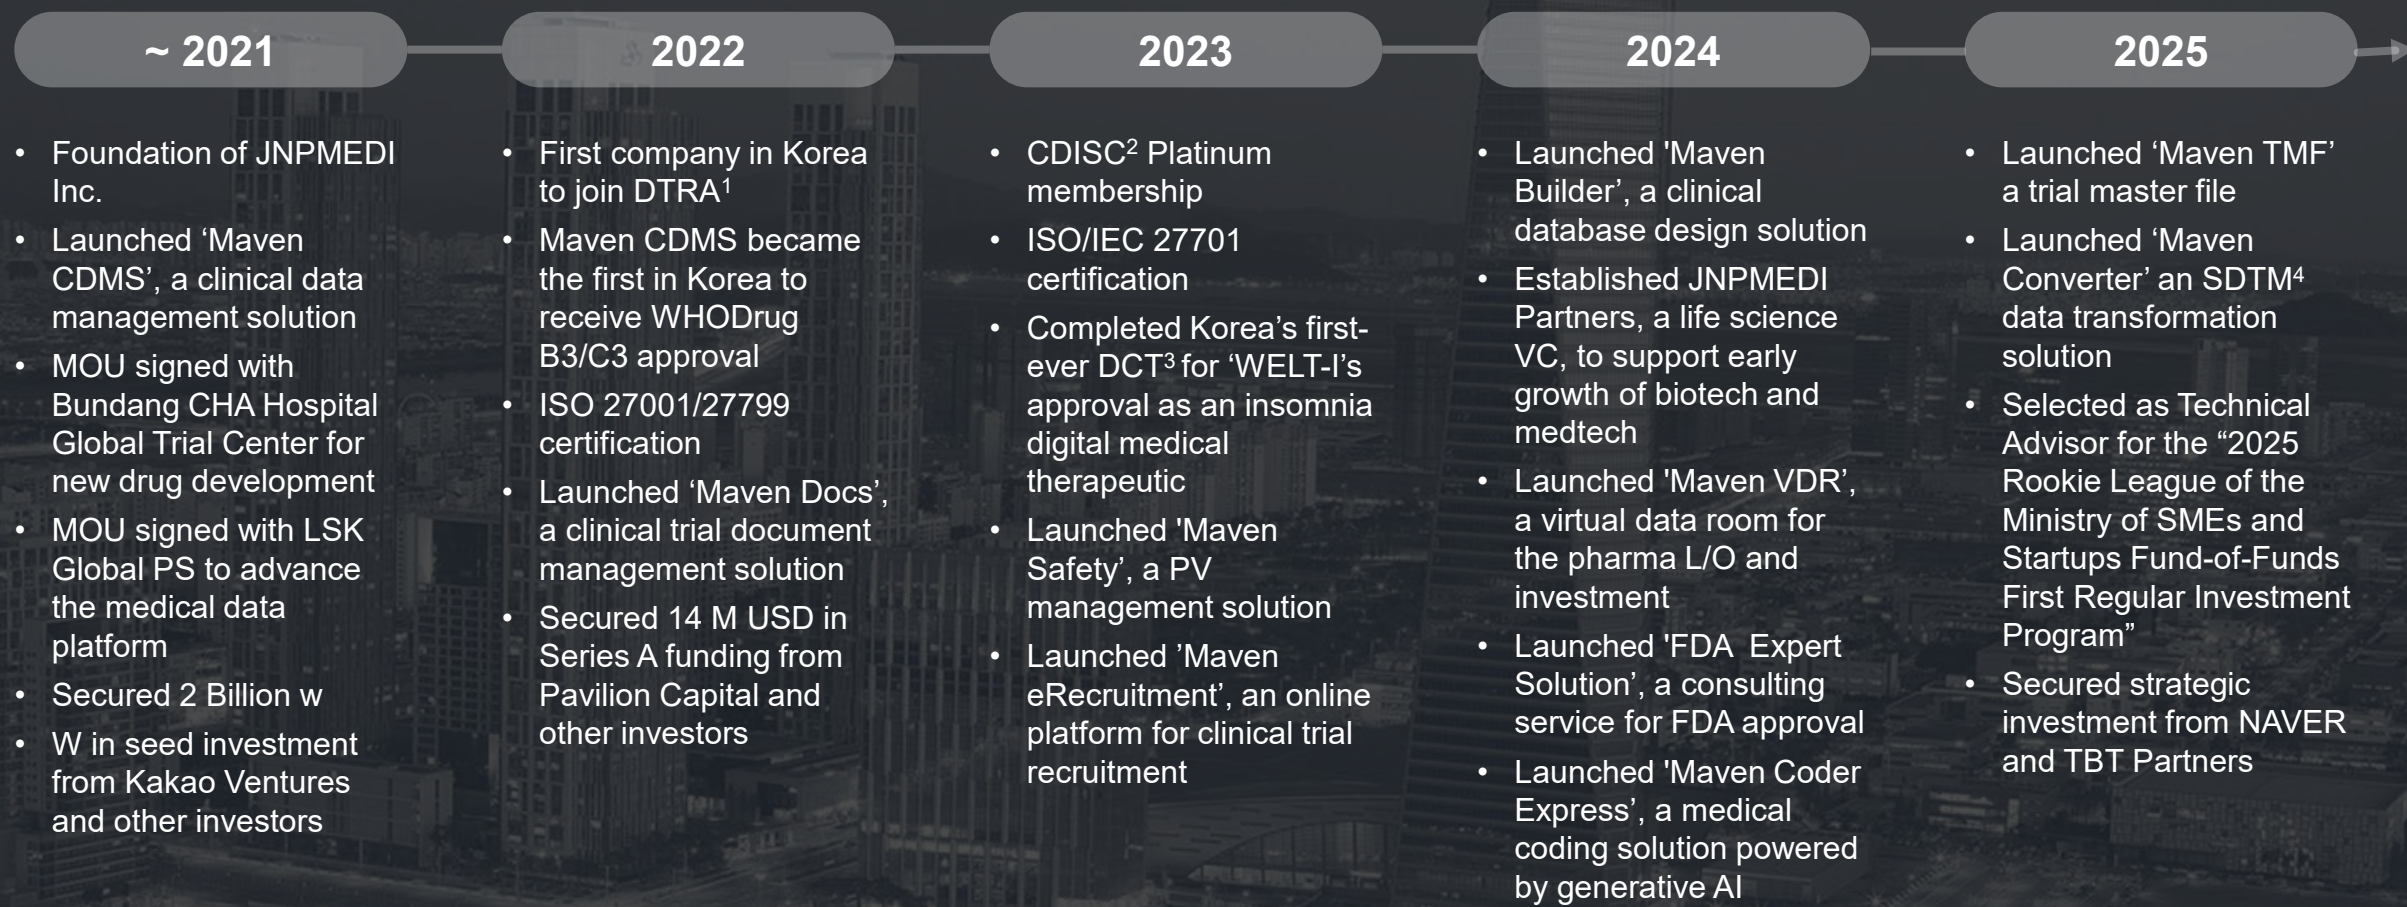 ~ 2021
• Foundation of JNPMEDI
Inc.
• Launched ‘Maven
CDMS’, a clinical data
management solution
• MOU signed with
Bundang CHA Hospital
Global Trial Center for
new drug development
• MOU signed with LSK
Global PS to advance
the medical data
platform
• Secured 2 Billion w
• W in seed investment
from Kakao Ventures
and other investors
2022
• First company in Korea
to join DTRA¹
• Maven CDMS became
the first in Korea to
receive WHODrug
B3/C3 approval
• ISO 27001/27799
certification
• Launched ‘Maven Docs’,
a clinical trial document
management solution
• Secured 14 M USD in
Series A funding from
Pavilion Capital and
other investors
2023
• CDISC² Platinum
membership
• ISO/IEC 27701
certification
• Completed Korea’s first-
ever DCT³ for ‘WELT-I’s
approval as an insomnia
digital medical
therapeutic
• Launched 'Maven
Safety’, a PV
management solution
• Launched ’Maven
eRecruitment’, an online
platform for clinical trial
recruitment
2024
• Launched 'Maven
Builder’, a clinical
database design solution
• Established JNPMEDI
Partners, a life science
VC, to support early
growth of biotech and
medtech
• Launched 'Maven VDR’,
a virtual data room for
the pharma L/O and
investment
• Launched 'FDA  Expert
Solution’, a consulting
service for FDA approval
• Launched 'Maven Coder
Express’, a medical
coding solution powered
by generative AI
2025
• Launched ‘Maven TMF’
a trial master file
• Launched ‘Maven
Converter’ an SDTM⁴
data transformation
solution
• Selected as Technical
Advisor for the “2025
Rookie League of the
Ministry of SMEs and
Startups Fund-of-Funds
First Regular Investment
Program”
• Secured strategic
investment from NAVER
and TBT Partners